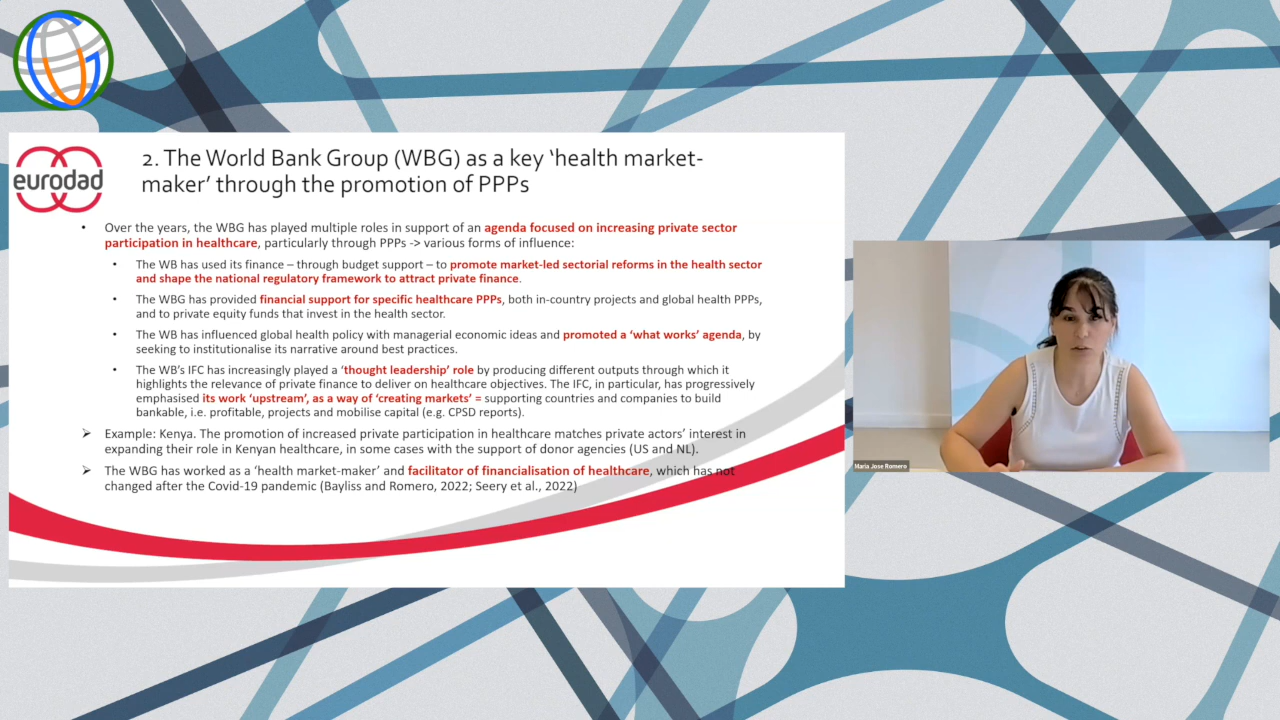 eurodad
2. The World Bank Group (WBG) as a key ‘health market-
maker’ through the promotion of PPPs
• Over the years, the WBG has played multiple roles in support of an agenda focused on increasing private sector
participation in healthcare, particularly through PPPs -> various forms of influence:
• The WB has used its finance – through budget support – to promote market-led sectorial reforms in the health sector
and shape the national regulatory framework to attract private finance.
• The WBG has provided financial support for specific healthcare PPPs, both in-country projects and global health PPPs,
and to private equity funds that invest in the health sector.
• The WB has influenced global health policy with managerial economic ideas and promoted a ‘what works’ agenda, by
seeking to institutionalise its narrative around best practices.
• The WB’s IFC has increasingly played a ‘thought leadership’ role by producing different outputs through which it
highlights the relevance of private finance to deliver on healthcare objectives. The IFC, in particular, has progressively
emphasised its work ‘upstream’, as a way of ‘creating markets’ = supporting countries and companies to build
bankable, i.e. profitable, projects and mobilise capital (e.g. CPSD reports).
➢ Example: Kenya. The promotion of increased private participation in healthcare matches private actors’ interest in
expanding their role in Kenyan healthcare, in some cases with the support of donor agencies (US and NL).
➢ The WBG has worked as a ‘health market-maker’ and facilitator of financialisation of healthcare, which has not
changed after the Covid-19 pandemic (Bayliss and Romero, 2022; Seery et al., 2022)
Maria Jose Romero